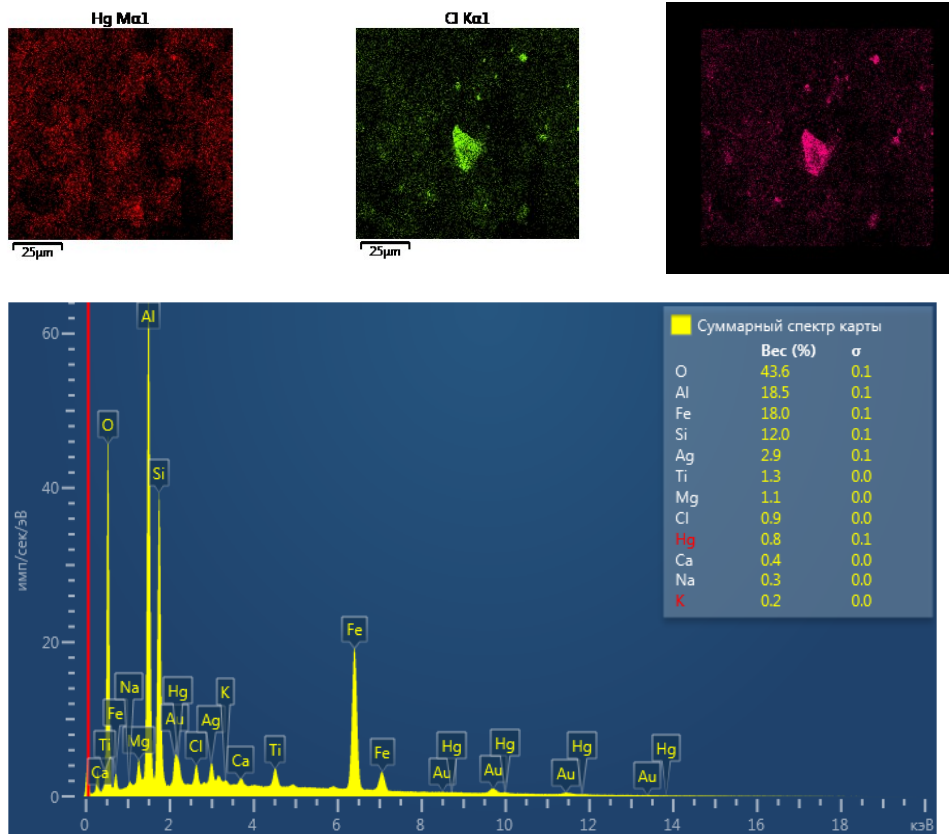 Hg Mα1
Cl Kα1
25μm
25μm
Суммарный спектр карты
Вес (%) σ
O 43.6 0.1
Al 18.5 0.1
Fe 18.0 0.1
Si 12.0 0.1
Ag 2.9 0.1
Ti 1.3 0.0
Mg 1.1 0.0
Cl 0.9 0.0
Hg 0.8 0.1
Ca 0.4 0.0
Na 0.3 0.0
K 0.2 0.0
имп/сек/эВ
60
40
20
0
Al
O
Si
Fe
Na
Hg
K
Fe
Au
Ag
Ti
Mg
Cl
Ca
Ca
Ti
Fe
Hg
Hg
Hg
Hg
Au
Au
Au
Au
0 2 4 6 8 10 12 14 16 18 кэВ